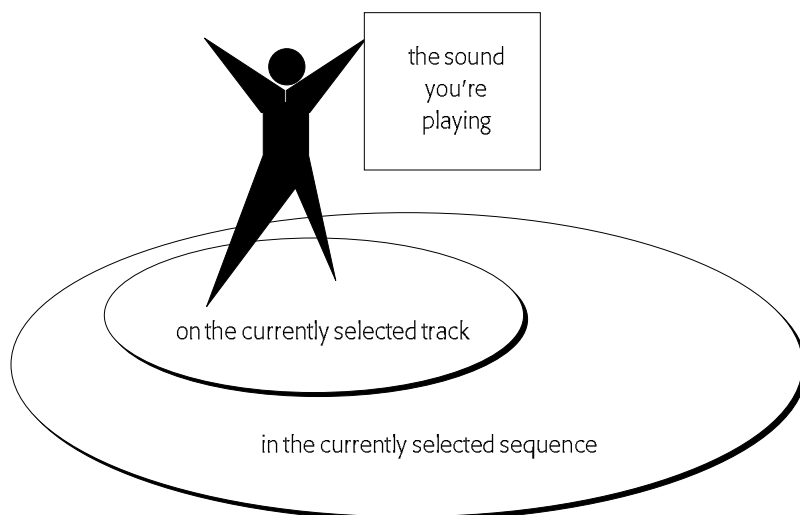 the sound
you're
playing
on the currently selected track
in the currently selected sequence